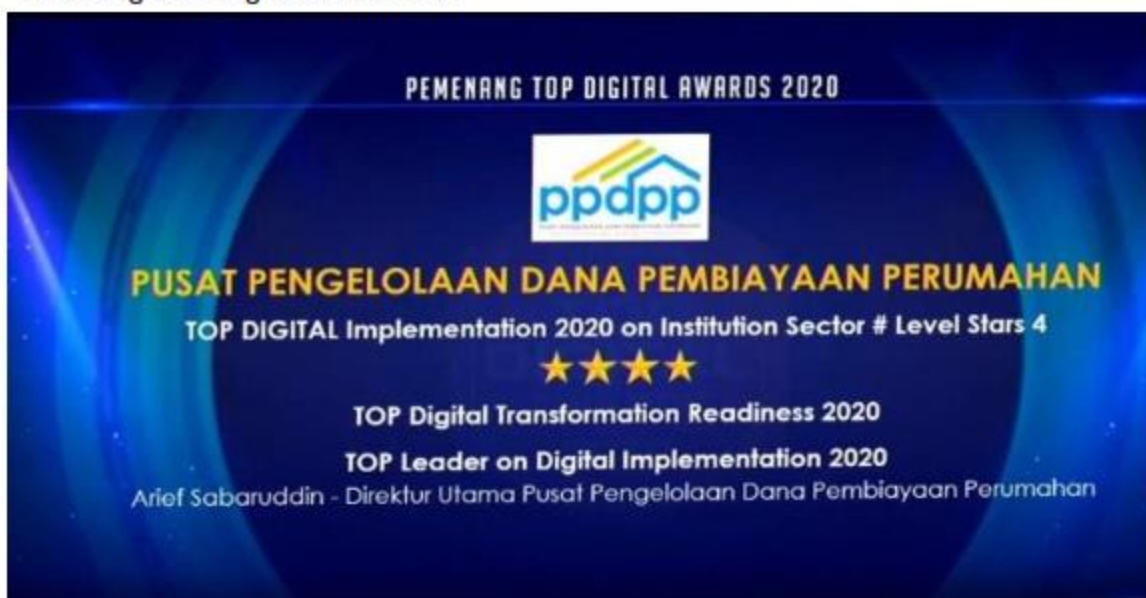 PEMENANG TOP DIGITAL AWARDS 2020
ppdpp
PUSAT PENGELOLAAN DANA PEMBIAYAAN PERUMAHAN
TOP DIGITAL Implementation 2020 on Institution Sector # Level Stars 4
TOP Digital Transformation Readiness 2020
TOP Leader on Digital Implementation 2020
Arief Sabaruddin - Direktur Utama Pusat Pengelolaan Dana Pembiayaan Perumahan